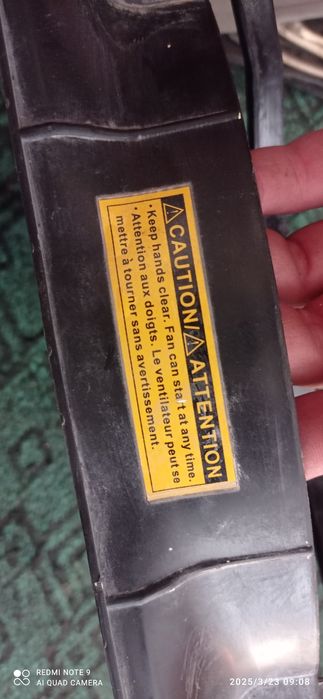 ⚠CAUTION/⚠ATTENTION
•Keep hands clear. Fan can start at any time.
•Attention aux doigts. Le ventilateur peut se
mettre à tourner sans avertissement.
REDMI NOTE 9
AI QUAD CAMERA
2025/3/23 09:08